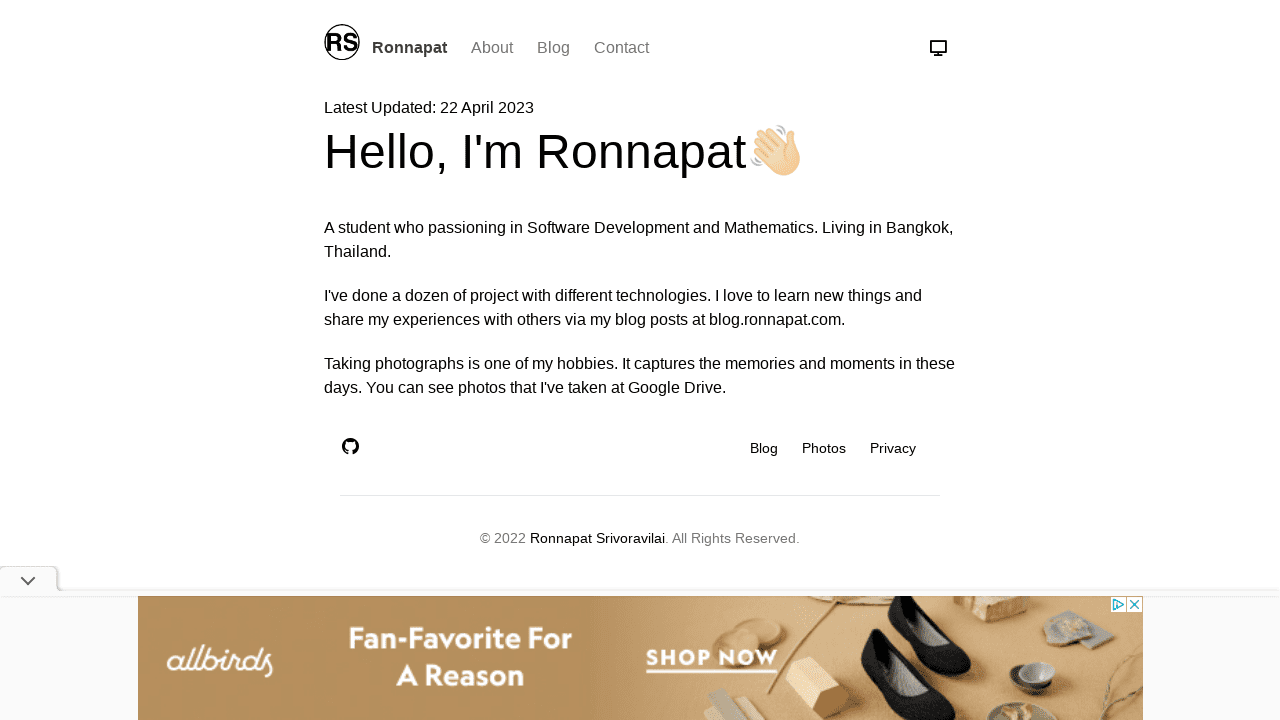 RS Ronnapat About Blog Contact
Latest Updated: 22 April 2023
Hello, I'm Ronnapat👋🏻
A student who passioning in Software Development and Mathematics. Living in Bangkok,
Thailand.
I've done a dozen of project with different technologies. I love to learn new things and
share my experiences with others via my blog posts at blog.ronnapat.com.
Taking photographs is one of my hobbies. It captures the memories and moments in these
days. You can see photos that I've taken at Google Drive.
Blog Photos Privacy
© 2022 Ronnapat Srivoravilai. All Rights Reserved.
allbirds
Fan-Favorite For
A Reason
SHOP NOW